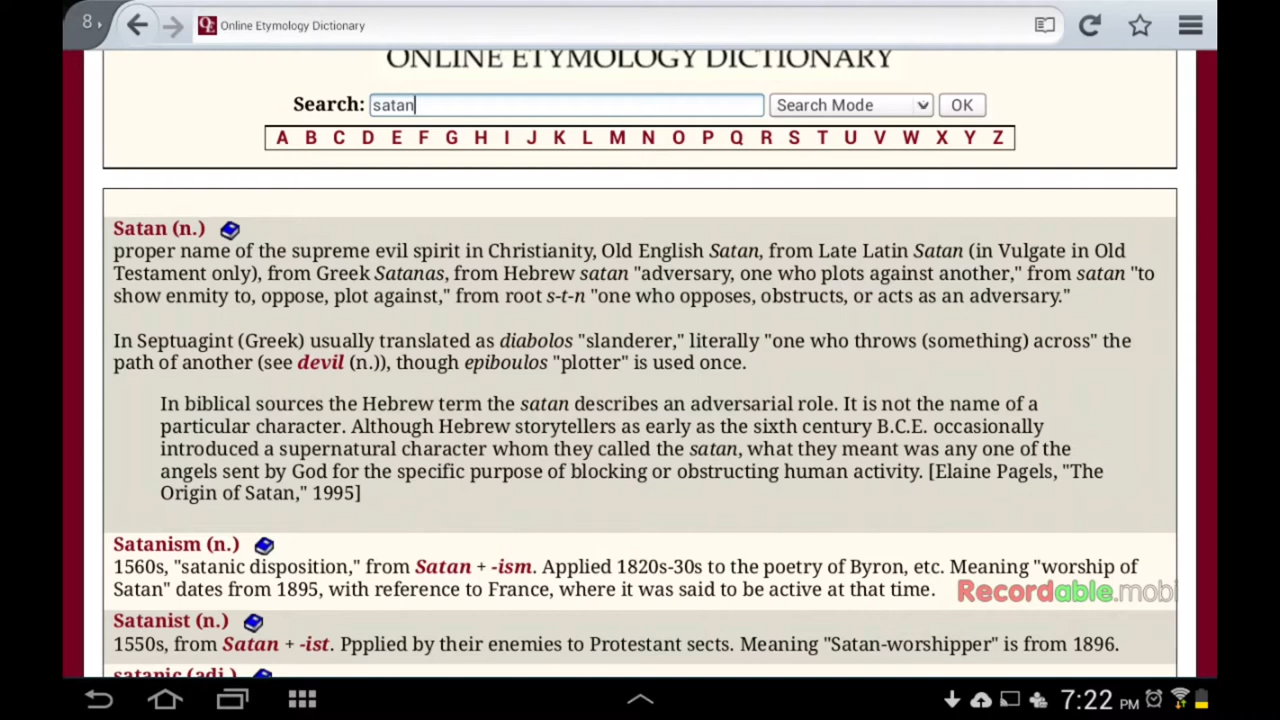 8
Online Etymology Dictionary
ONLINE ETYMOLOGY DICTIONARY
Search: satan Search Mode OK
A B C D E F G H I J K L M N O P Q R S T U V W X Y Z
Satan (n.)
proper name of the supreme evil spirit in Christianity, Old English Satan, from Late Latin Satan (in Vulgate in Old
Testament only), from Greek Satanas, from Hebrew satan "adversary, one who plots against another," from satan "to
show enmity to, oppose, plot against," from root s-t-n "one who opposes, obstructs, or acts as an adversary."
In Septuagint (Greek) usually translated as diabolos "slanderer," literally "one who throws (something) across" the
path of another (see devil (n.)), though epiboulos "plotter" is used once.
In biblical sources the Hebrew term the satan describes an adversarial role. It is not the name of a
particular character. Although Hebrew storytellers as early as the sixth century B.C.E. occasionally
introduced a supernatural character whom they called the satan, what they meant was any one of the
angels sent by God for the specific purpose of blocking or obstructing human activity. [Elaine Pagels, "The
Origin of Satan," 1995]
Satanism (n.)
1560s, "satanic disposition," from Satan + -ism. Applied 1820s-30s to the poetry of Byron, etc. Meaning "worship of
Satan" dates from 1895, with reference to France, where it was said to be active at that time.
Recordable.mobi
Satanist (n.)
1550s, from Satan + -ist. Ppplied by their enemies to Protestant sects. Meaning "Satan-worshipper" is from 1896.
satanic (adj.)
7:22 PM